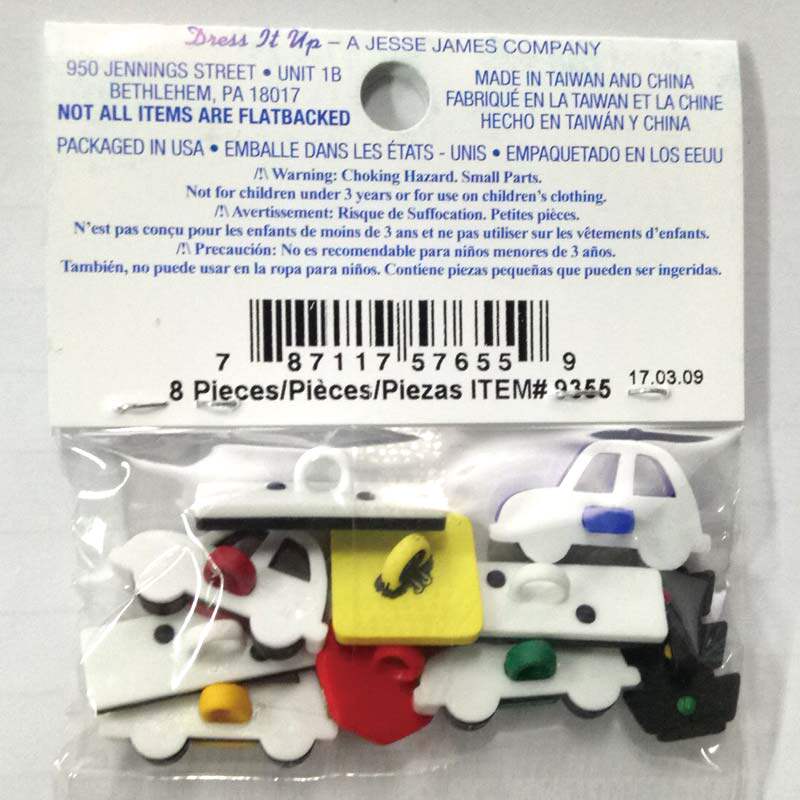 Dress It Up – A JESSE JAMES COMPANY
950 JENNINGS STREET • UNIT 1B
BETHLEHEM, PA 18017
NOT ALL ITEMS ARE FLATBACKED
MADE IN TAIWAN AND CHINA
FABRIQUÉ EN LA TAIWAN ET LA CHINE
HECHO EN TAIWÁN Y CHINA
PACKAGED IN USA • EMBALLE DANS LES ÉTATS - UNIS • EMPAQUETADO EN LOS EEUU
/!\ Warning: Choking Hazard. Small Parts.
Not for children under 3 years or for use on children's clothing.
/!\ Avertissement: Risque de Suffocation. Petites pièces.
N'est pas conçu pour les enfants de moins de 3 ans et ne pas utiliser sur les vêtements d'enfants.
/!\ Precaución: No es recomendable para niños menores de 3 años.
También, no puede usar en la ropa para niños. Contiene piezas pequeñas que pueden ser ingeridas.
7 87117 57655 9
8 Pieces/Pièces/Piezas ITEM# 9355
17.03.09